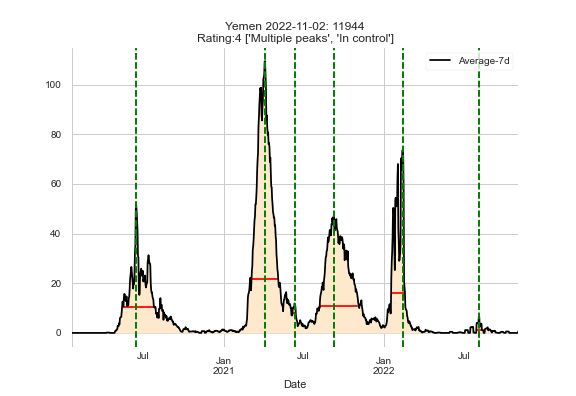 Yemen 2022-11-02: 11944
Rating:4 ['Multiple peaks', 'In control']
Average-7d
100
80
60
40
20
0
Jul
Jan
2021
Jul
Jan
2022
Jul
Date